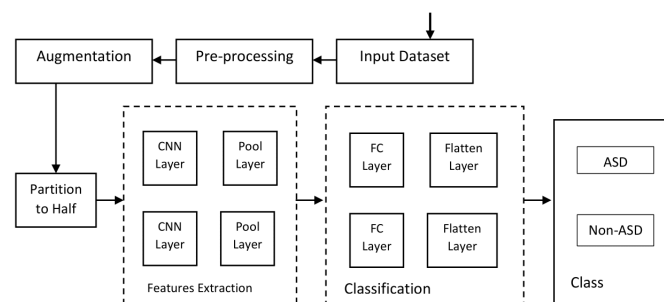 Augmentation
Pre-processing
Input Dataset
Partition
to Half
CNN
Layer
Pool
Layer
CNN
Layer
Pool
Layer
Features Extraction
FC
Layer
Flatten
Layer
FC
Layer
Flatten
Layer
Classification
ASD
Non-ASD
Class